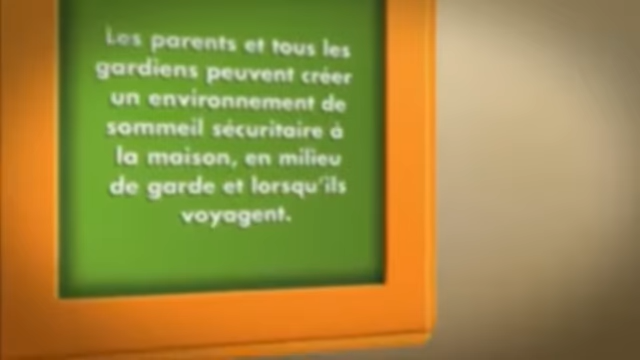 Les parents et tous les
gardiens peuvent créer
un environnement de
sommeil sécuritaire à
la maison, en milieu
de garde et lorsqu'ils
voyagent.